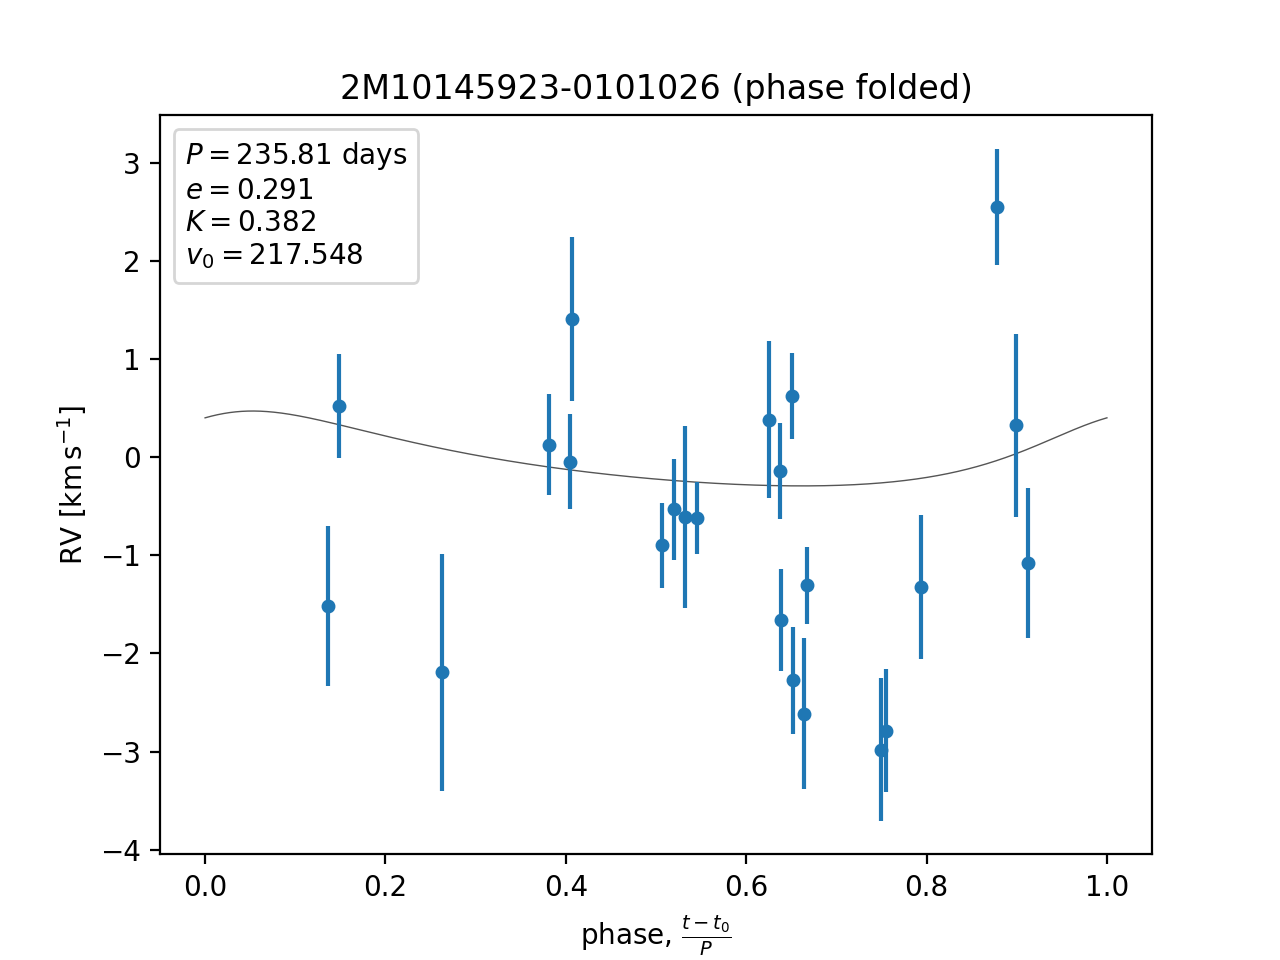 2M10145923-0101026 (phase folded)
P = 235.81 days
e = 0.291
K = 0.382
v₀ = 217.548
RV [km s⁻¹]
3
2
1
0
−1
−2
−3
−4
0.0 0.2 0.4 0.6 0.8 1.0
phase, (t − t₀)/P